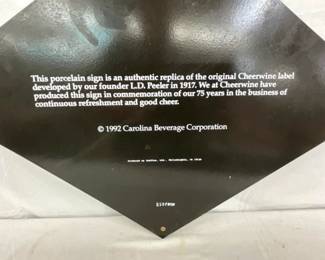 This porcelain sign is an authentic replica of the original Cheerwine label
developed by our founder L.D. Peeler in 1917. We at Cheerwine have
produced this sign in commemoration of our 75 years in the business of
continuous refreshment and good cheer.
© 1992 Carolina Beverage Corporation